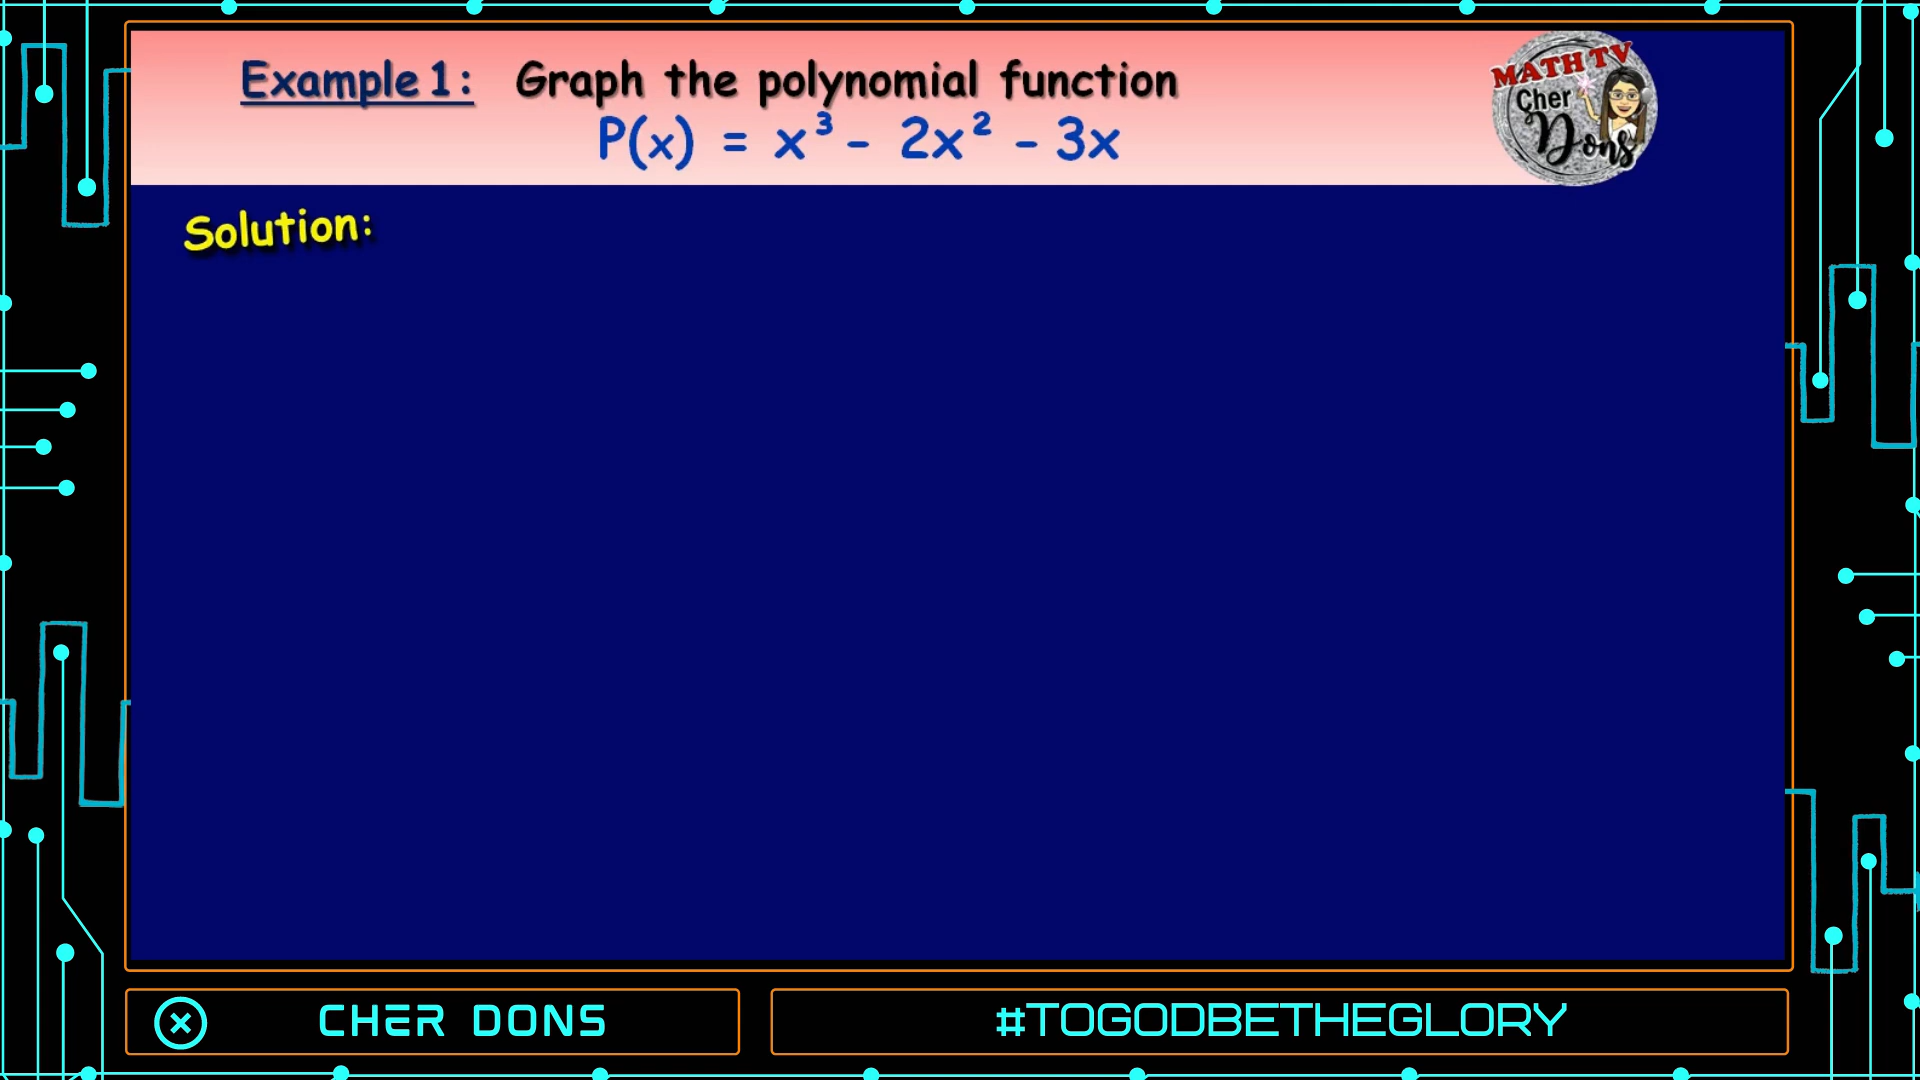 Example 1: Graph the polynomial function
P(x) = x³ - 2x² - 3x
MATH TV
Cher
Dons
Solution:
CHER DONS
#TOGODBETHEGLORY